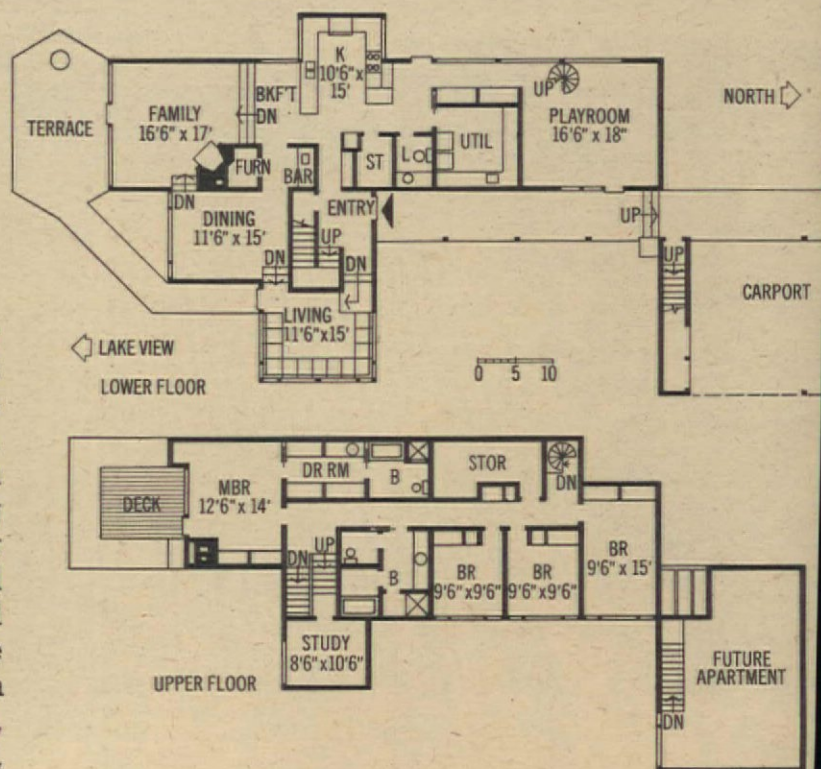 K
10'6"x
15'
BKF'T
DN
FAMILY
16'6" x 17'
TERRACE
FURN
BAR
ST
L
UTIL
UP
PLAYROOM
16'6" x 18"
NORTH
DN
DINING
11'6" x 15'
ENTRY
UP
DN
DN
UP
UP
CARPORT
LIVING
11'6"x15'
LAKE VIEW
LOWER FLOOR
0 5 10
DECK
MBR
12'6" x 14'
DR RM
B
STOR
DN
UP
DN
B
BR
9'6"x9'6"
BR
9'6"x9'6"
BR
9'6" x 15'
STUDY
8'6"x10'6"
UPPER FLOOR
FUTURE
APARTMENT
DN